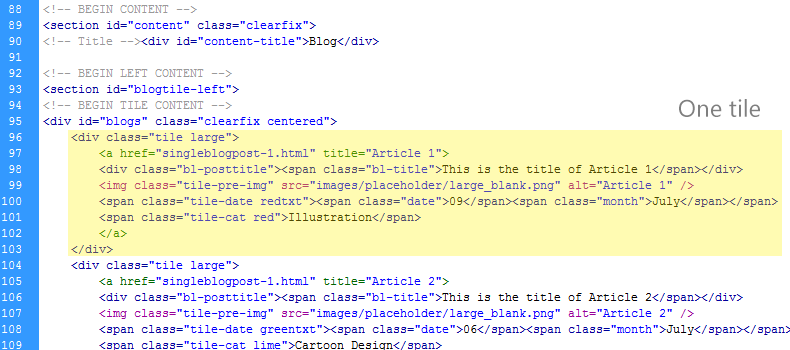 88 <!-- BEGIN CONTENT -->
89 <section id="content" class="clearfix">
90 <!-- Title --><div id="content-title">Blog</div>
91
92 <!-- BEGIN LEFT CONTENT -->
93 <section id="blogtile-left">
94 <!-- BEGIN TILE CONTENT -->
One tile
95 <div id="blogs" class="clearfix centered">
96 <div class="tile large">
97 <a href="singleblogpost-1.html" title="Article 1">
98 <div class="bl-posttitle"><span class="bl-title">This is the title of Article 1</span></div>
99 <img class="tile-pre-img" src="images/placeholder/large_blank.png" alt="Article 1" />
100 <span class="tile-date redtxt"><span class="date">09</span><span class="month">July</span></span>
101 <span class="tile-cat red">Illustration</span>
102 </a>
103 </div>
104 <div class="tile large">
105 <a href="singleblogpost-1.html" title="Article 2">
106 <div class="bl-posttitle"><span class="bl-title">This is the title of Article 2</span></div>
107 <img class="tile-pre-img" src="images/placeholder/large_blank.png" alt="Article 2" />
108 <span class="tile-date greentxt"><span class="date">06</span><span class="month">July</span></span>
109 <span class="tile-cat lime">Cartoon Design</span>